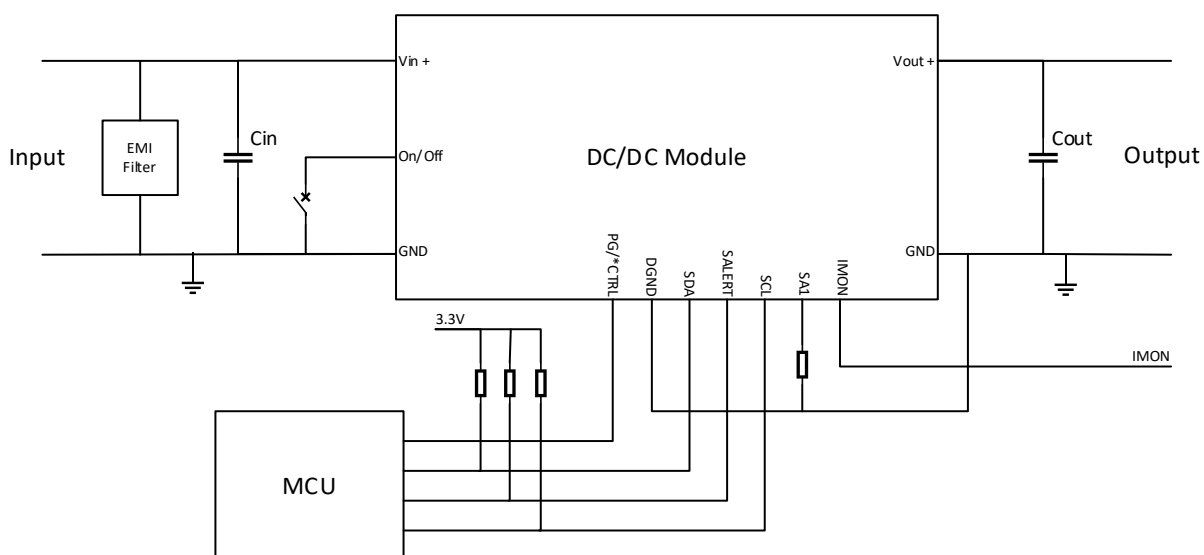 Vin +
Vout +
Input
EMI
Filter
Cin
On/Off
DC/DC Module
Cout
Output
GND
GND
PG/*CTRL
DGND
SDA
SALERT
SCL
SA1
IMON
3.3V
IMON
MCU